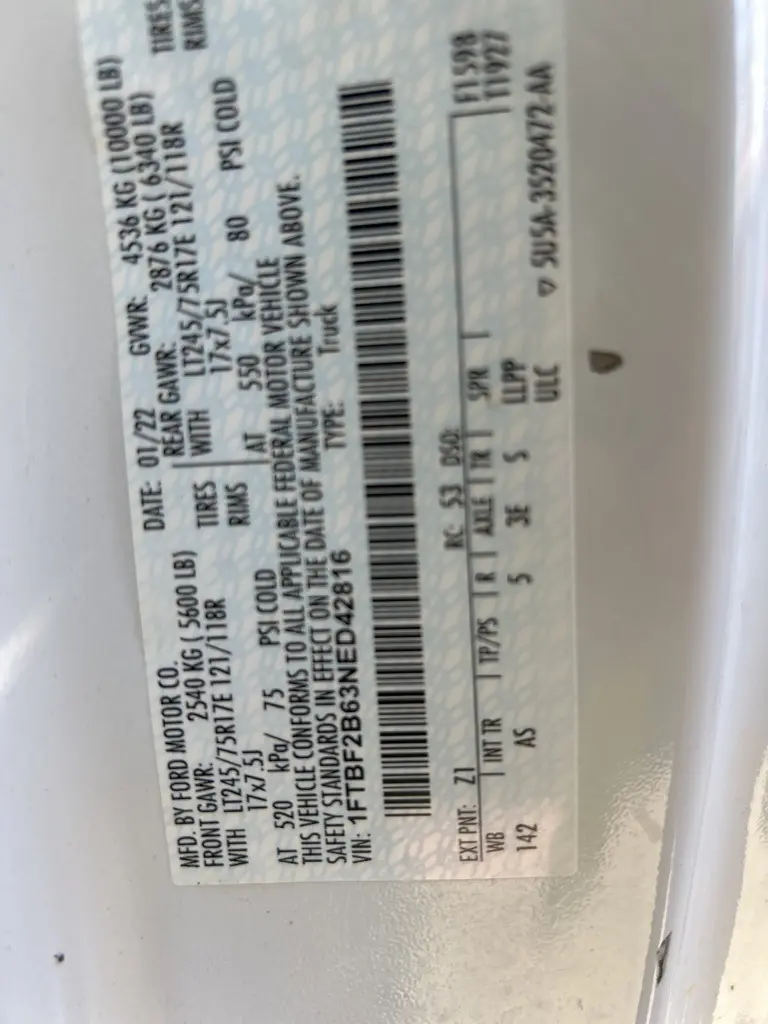 MFD. BY FORD MOTOR CO.
DATE: 01/22 GVWR: 4536 KG (10000 LB)
FRONT GAWR: 2540 KG ( 5600 LB)
REAR GAWR: 2876 KG ( 6340 LB)
WITH LT245/75R17E 121/118R TIRES
WITH LT245/75R17E 121/118R TIRES
17x7.5J RIMS
17x7.5J RIMS
AT 520 kPa/ 75 PSI COLD
AT 550 kPa/ 80 PSI COLD
THIS VEHICLE CONFORMS TO ALL APPLICABLE FEDERAL MOTOR VEHICLE
SAFETY STANDARDS IN EFFECT ON THE DATE OF MANUFACTURE SHOWN ABOVE.
VIN: 1FTBF2B63NED42816 TYPE: Truck
EXT PNT: Z1 RC: 53 DSO: F1598
WB INT TR TP/PS R AXLE TR SPR T1927
142 AS 5 3E S LLPP
ULC ▽ 5U5A-3520472-AA